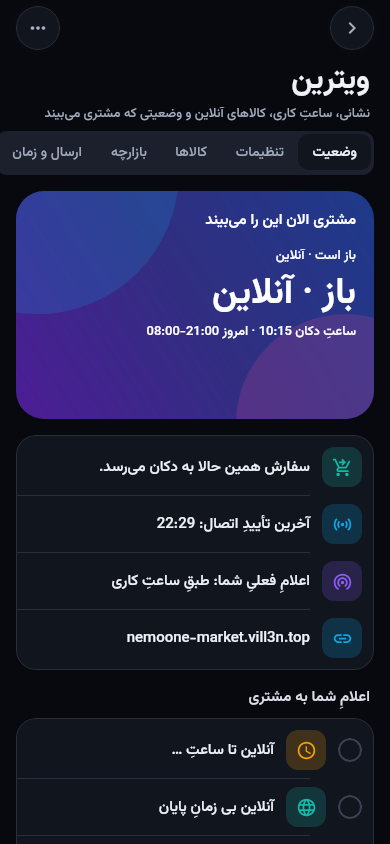 ویترین
نشانی، ساعتِ کاری، کالاهای آنلاین و وضعیتی که مشتری می‌بیند
وضعیت
تنظیمات
کالاها
بازارچه
ارسال و زمان
مشتری الان این را می‌بیند
باز است · آنلاین
باز · آنلاین
ساعتِ دکان 10:15 · امروز 21:00–08:00
سفارش همین حالا به دکان می‌رسد.
آخرین تأییدِ اتصال: 22:29
اعلامِ فعلیِ شما: طبقِ ساعتِ کاری
nemoone-market.vill3n.top
اعلامِ شما به مشتری
آنلاین تا ساعتِ ...
آنلاین بی زمانِ پایان